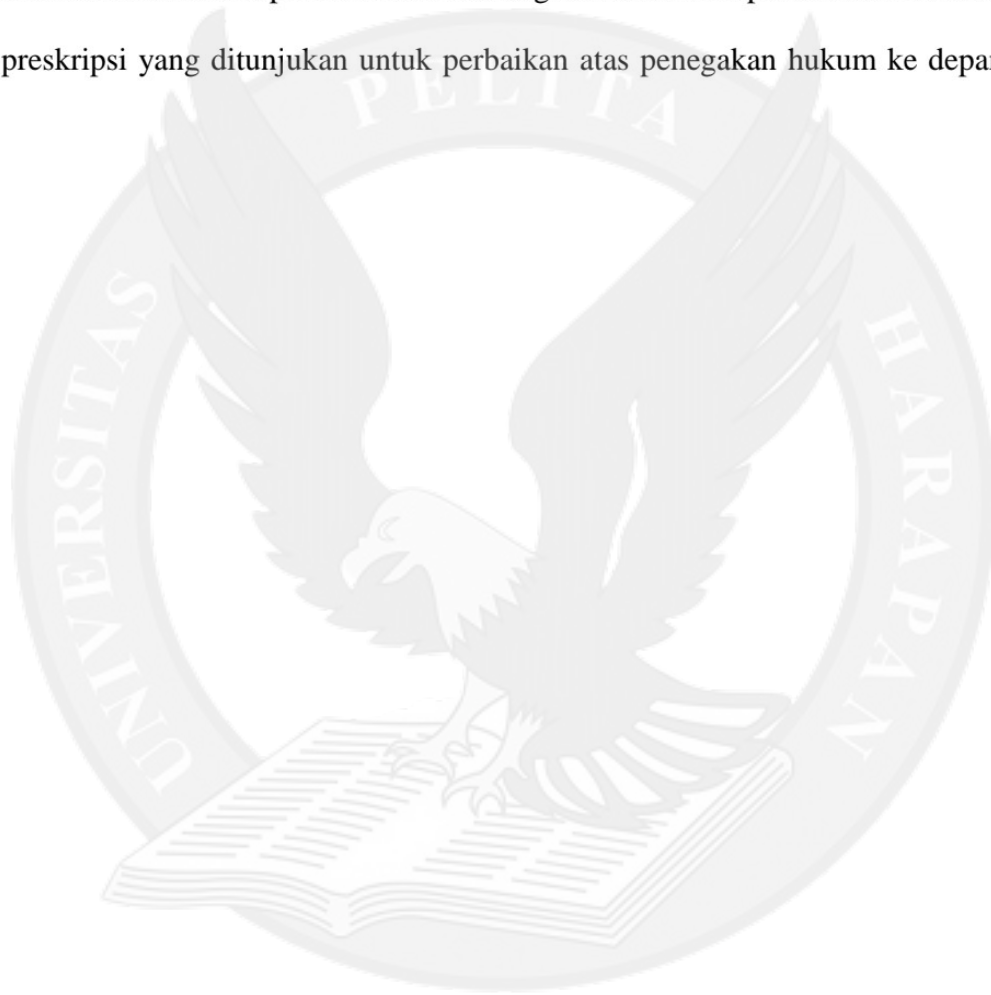 preskripsi yang ditunjukan untuk perbaikan atas penegakan hukum ke
PELITA
UNIVERSITAS
HARAPAN